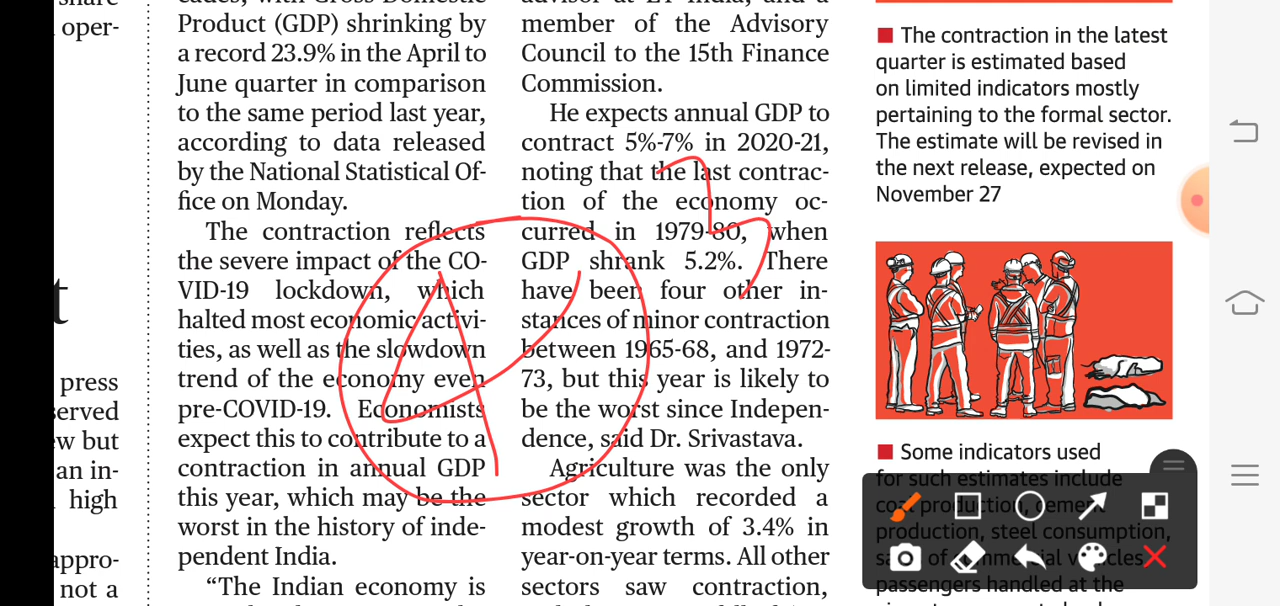 oper-
Product (GDP) shrinking by
a record 23.9% in the April to
June quarter in comparison
to the same period last year,
according to data released
by the National Statistical Of-
fice on Monday.
The contraction reflects
the severe impact of the CO-
VID-19 lockdown, which
halted most economic activi-
ties, as well as the slowdown
trend of the economy even
pre-COVID-19. Economists
expect this to contribute to a
contraction in annual GDP
this year, which may be the
worst in the history of inde-
pendent India.
"The Indian economy is
member of the Advisory
Council to the 15th Finance
Commission.
He expects annual GDP to
contract 5%-7% in 2020-21,
noting that the last contrac-
tion of the economy oc-
curred in 1979-80, when
GDP shrank 5.2%. There
have been four other in-
stances of minor contraction
between 1965-68, and 1972-
73, but this year is likely to
be the worst since Indepen-
dence, said Dr. Srivastava.
Agriculture was the only
sector which recorded a
modest growth of 3.4% in
year-on-year terms. All other
sectors saw contraction,
The contraction in the latest
quarter is estimated based
on limited indicators mostly
pertaining to the formal sector.
The estimate will be revised in
the next release, expected on
November 27
Some indicators used
for such estimates include
coal production, cement
production, steel consumption,
sale of commercial vehicles
passengers handled at the
t
press
served
ew but
an in-
high
appro-
not a
A